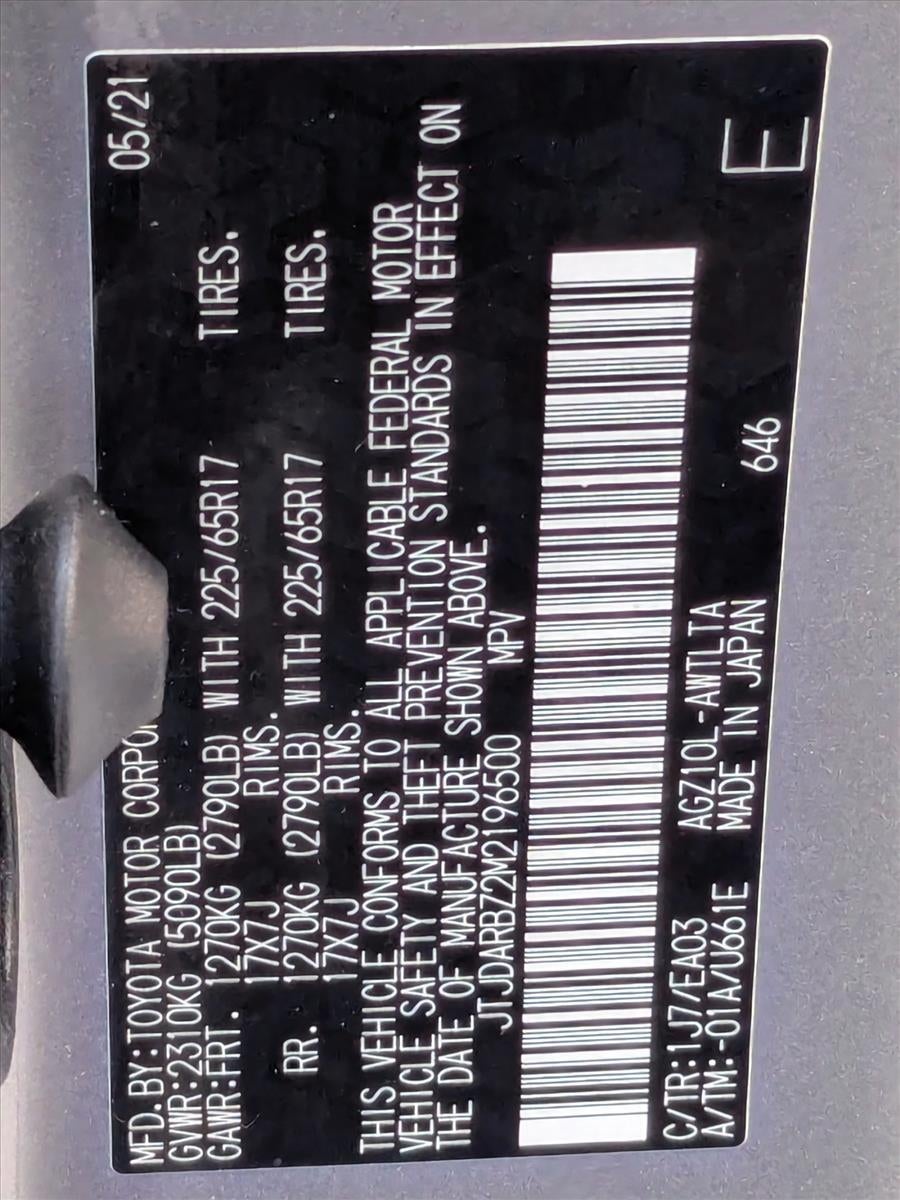 MFD.BY:TOYOTA MOTOR 05/21
GVWR:2310KG (5090LB)
GAWR:FRT. 1270KG (2790LB) WITH 225/65R17 TIRES.
17X7J RIMS.
RR. 1270KG (2790LB) WITH 225/65R17 TIRES.
17X7J RIMS.
THIS VEHICLE CONFORMS TO ALL APPLICABLE FEDERAL MOTOR
VEHICLE SAFETY AND THEFT PREVENTION STANDARDS IN EFFECT ON
THE DATE OF MANUFACTURE SHOWN ABOVE.
JTJDARBZ2M2196500 MPV
C/TR:1J7/EA03 AGZ10L-AWTLTA
A/TM:-01A/U661E MADE IN JAPAN 646
E